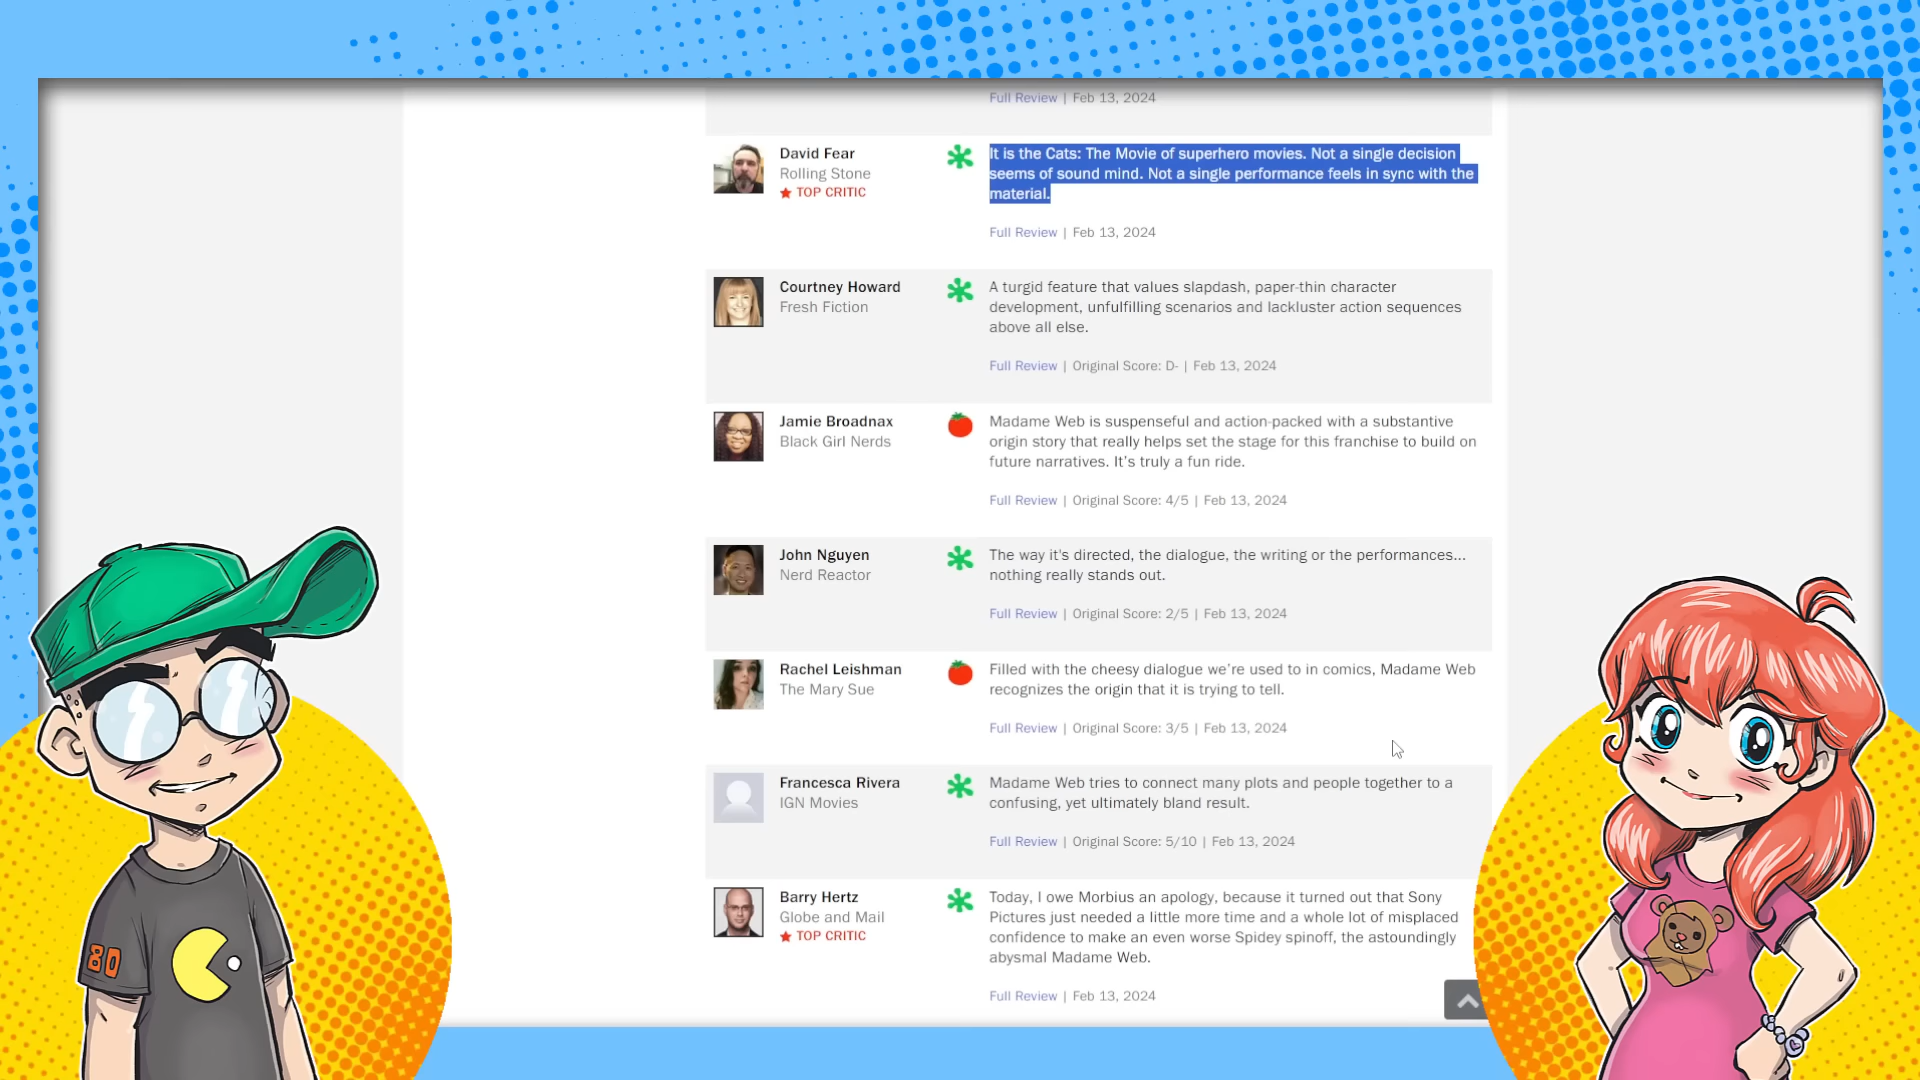 Full Review | Feb 13, 2024
David Fear
Rolling Stone
TOP CRITIC
It is the Cats: The Movie of superhero movies. Not a single decision
seems of sound mind. Not a single performance feels in sync with the
material.
Full Review | Feb 13, 2024
Courtney Howard
Fresh Fiction
A turgid feature that values slapdash, paper-thin character
development, unfulfilling scenarios and lackluster action sequences
above all else.
Full Review | Original Score: D- | Feb 13, 2024
Jamie Broadnax
Black Girl Nerds
Madame Web is suspenseful and action-packed with a substantive
origin story that really helps set the stage for this franchise to build on
future narratives. It's truly a fun ride.
Full Review | Original Score: 4/5 | Feb 13, 2024
John Nguyen
Nerd Reactor
The way it's directed, the dialogue, the writing or the performances...
nothing really stands out.
Full Review | Original Score: 2/5 | Feb 13, 2024
Rachel Leishman
The Mary Sue
Filled with the cheesy dialogue we're used to in comics, Madame Web
recognizes the origin that it is trying to tell.
Full Review | Original Score: 3/5 | Feb 13, 2024
Francesca Rivera
IGN Movies
Madame Web tries to connect many plots and people together to a
confusing, yet ultimately bland result.
Full Review | Original Score: 5/10 | Feb 13, 2024
Barry Hertz
Globe and Mail
TOP CRITIC
Today, I owe Morbius an apology, because it turned out that Sony
Pictures just needed a little more time and a whole lot of misplaced
confidence to make an even worse Spidey spinoff, the astoundingly
abysmal Madame Web.
Full Review | Feb 13, 2024
80